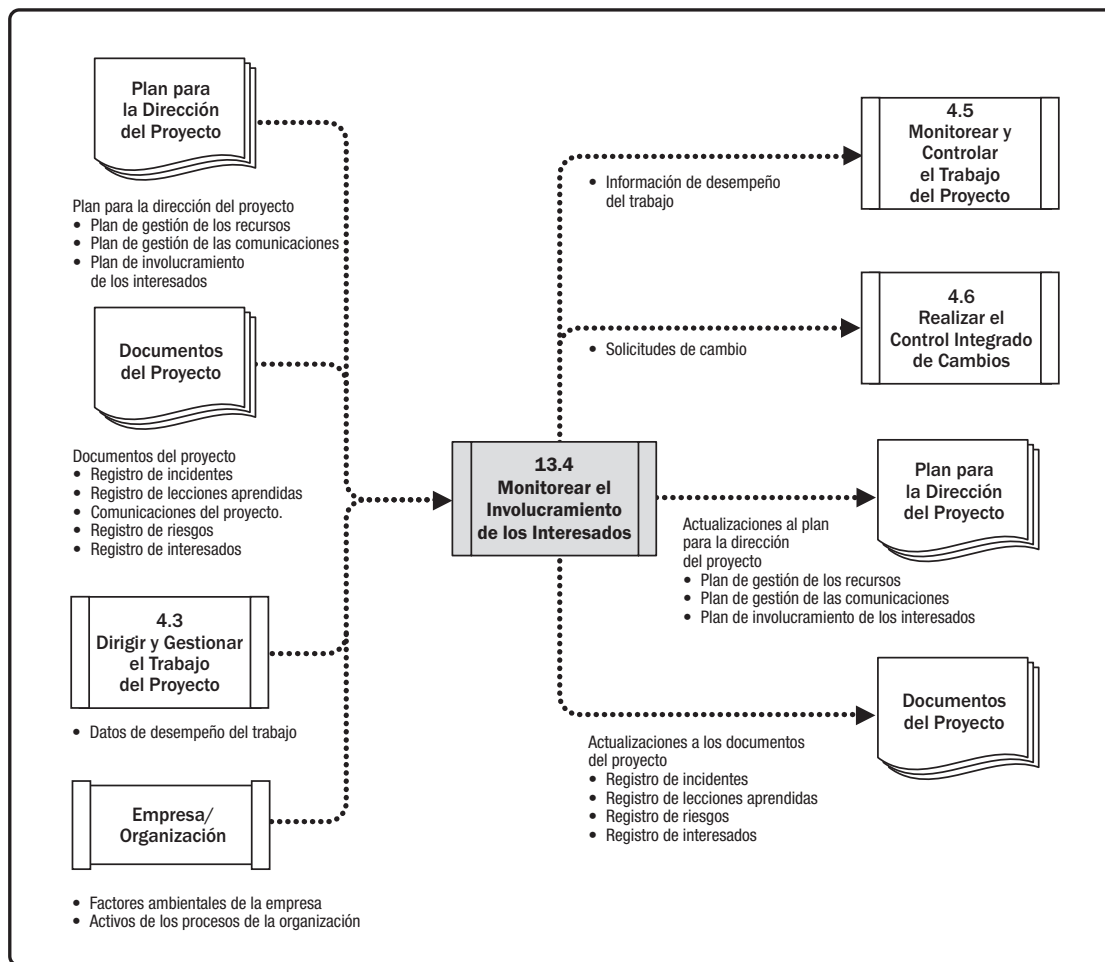 Plan para
la Dirección
del Proyecto
Plan para la dirección del proyecto
• Plan de gestión de los recursos
• Plan de gestión de las comunicaciones
• Plan de involucramiento
de los interesados
Documentos
del Proyecto
Documentos del proyecto
• Registro de incidentes
• Registro de lecciones aprendidas
• Comunicaciones del proyecto.
• Registro de riesgos
• Registro de interesados
4.3
Dirigir y Gestionar
el Trabajo
del Proyecto
• Datos de desempeño del trabajo
Empresa/
Organización
• Factores ambientales de la empresa
• Activos de los procesos de la organización
13.4
Monitorear el
Involucramiento
de los Interesados
4.5
Monitorear y
Controlar
el Trabajo
del Proyecto
• Información de desempeño
del trabajo
4.6
Realizar el
Control Integrado
de Cambios
• Solicitudes de cambio
Plan para
la Dirección
del Proyecto
Actualizaciones al plan
para la dirección
del proyecto
• Plan de gestión de los recursos
• Plan de gestión de las comunicaciones
• Plan de involucramiento de los interesados
Documentos
del Proyecto
Actualizaciones a los documentos
del proyecto
• Registro de incidentes
• Registro de lecciones aprendidas
• Registro de riesgos
• Registro de interesados